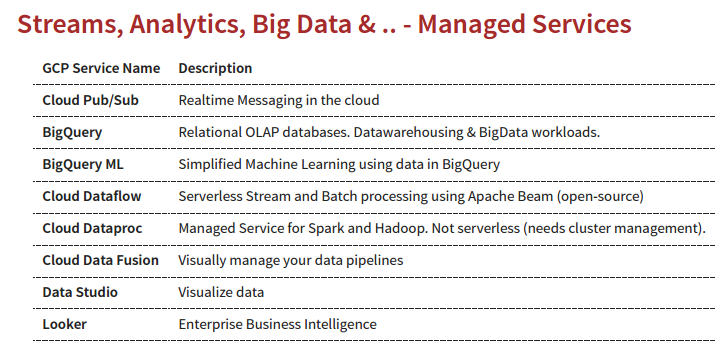 Streams, Analytics, Big Data & .. - Managed Services
GCP Service Name Description
Cloud Pub/Sub Realtime Messaging in the cloud
BigQuery Relational OLAP databases. Datawarehousing & BigData workloads.
BigQuery ML Simplified Machine Learning using data in BigQuery
Cloud Dataflow Serverless Stream and Batch processing using Apache Beam (open-source)
Cloud Dataproc Managed Service for Spark and Hadoop. Not serverless (needs cluster management).
Cloud Data Fusion Visually manage your data pipelines
Data Studio Visualize data
Looker Enterprise Business Intelligence